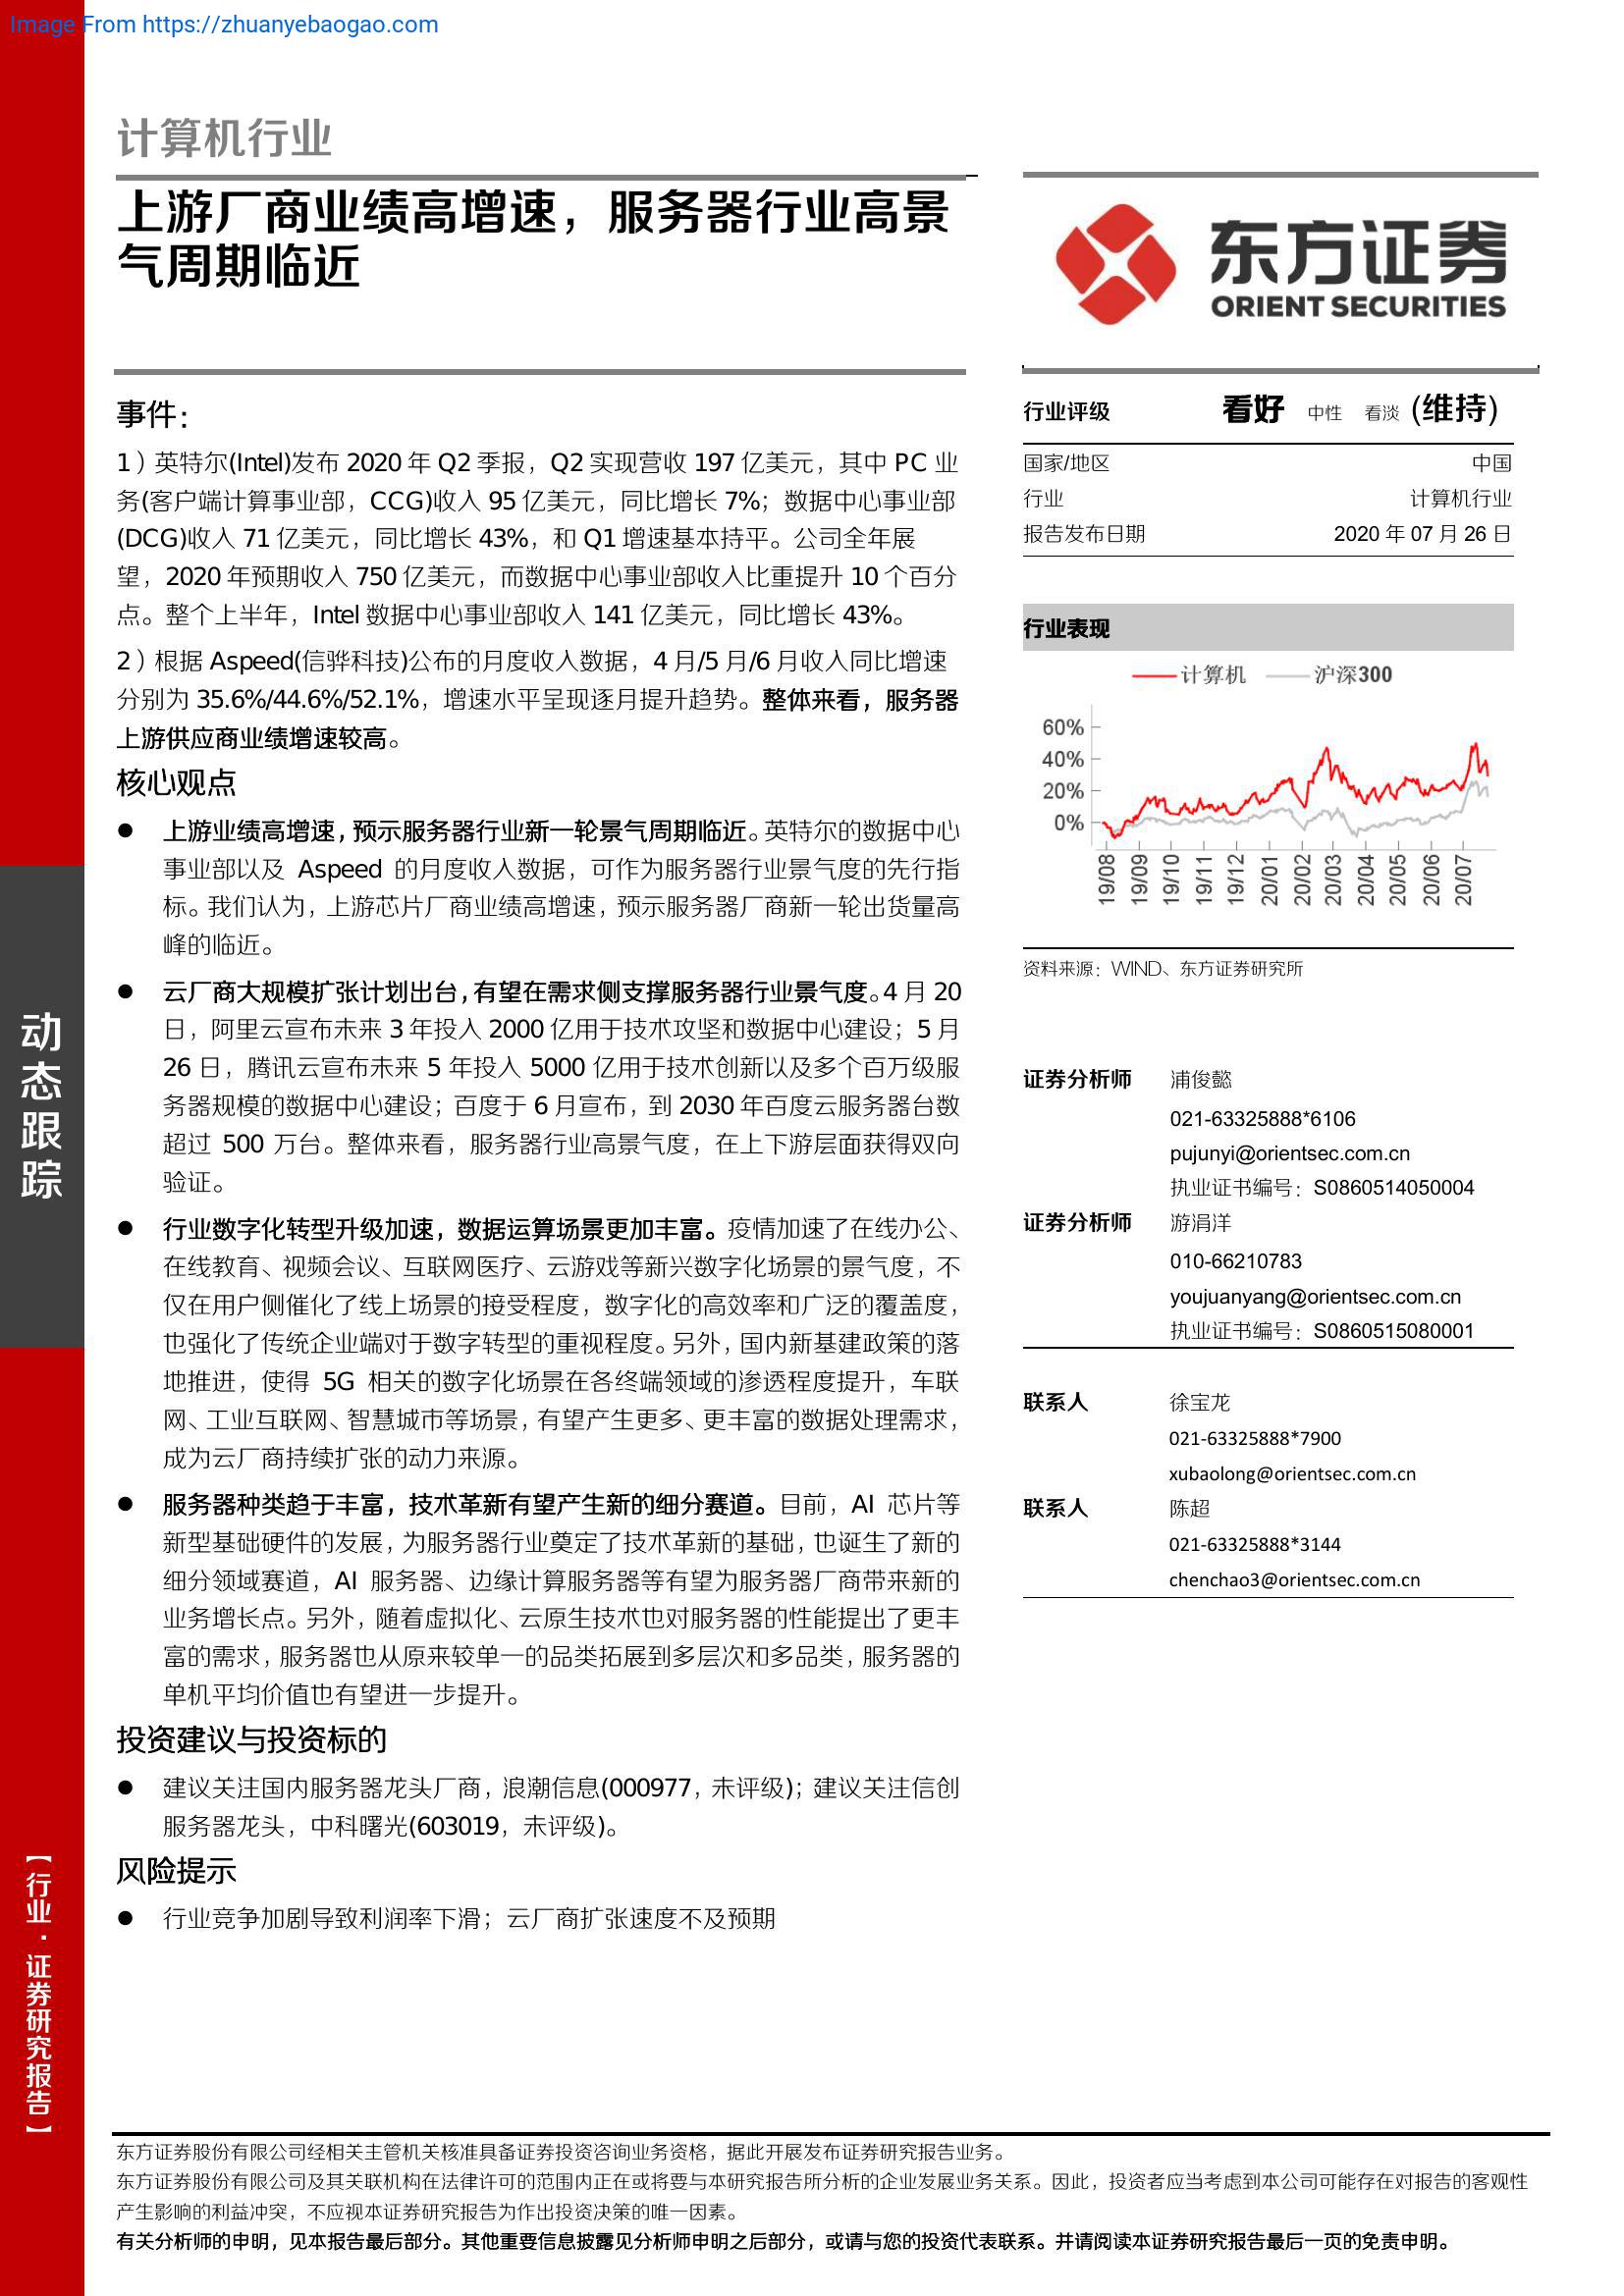 Image From https://zhuanyebaogao.com
计算机行业
上游厂商业绩高增速，服务器行业高景
气周期临近
事件：
1）英特尔(Intel)发布 2020 年 Q2 季报，Q2 实现营收 197 亿美元，其中 PC 业
务(客户端计算事业部，CCG)收入 95 亿美元，同比增长 7%；数据中心事业部
(DCG)收入 71 亿美元，同比增长 43%，和 Q1 增速基本持平。公司全年展
望，2020 年预期收入 750 亿美元，而数据中心事业部收入比重提升 10 个百分
点。整个上半年，Intel 数据中心事业部收入 141 亿美元，同比增长 43%。
2）根据 Aspeed(信骅科技)公布的月度收入数据，4 月/5 月/6 月收入同比增速
分别为 35.6%/44.6%/52.1%，增速水平呈现逐月提升趋势。整体来看，服务器
上游供应商业绩增速较高。
核心观点
● 上游业绩高增速，预示服务器行业新一轮景气周期临近。英特尔的数据中心
事业部以及 Aspeed 的月度收入数据，可作为服务器行业景气度的先行指
标。我们认为，上游芯片厂商业绩高增速，预示服务器厂商新一轮出货量高
峰的临近。
● 云厂商大规模扩张计划出台，有望在需求侧支撑服务器行业景气度。4 月 20
日，阿里云宣布未来 3 年投入 2000 亿用于技术攻坚和数据中心建设；5 月
26 日，腾讯云宣布未来 5 年投入 5000 亿用于技术创新以及多个百万级服
务器规模的数据中心建设；百度于 6 月宣布，到 2030 年百度云服务器台数
超过 500 万台。整体来看，服务器行业高景气度，在上下游层面获得双向
验证。
● 行业数字化转型升级加速，数据运算场景更加丰富。疫情加速了在线办公、
在线教育、视频会议、互联网医疗、云游戏等新兴数字化场景的景气度，不
仅在用户侧催化了线上场景的接受程度，数字化的高效率和广泛的覆盖度，
也强化了传统企业端对于数字转型的重视程度。另外，国内新基建政策的落
地推进，使得 5G 相关的数字化场景在各终端领域的渗透程度提升，车联
网、工业互联网、智慧城市等场景，有望产生更多、更丰富的数据处理需求，
成为云厂商持续扩张的动力来源。
● 服务器种类趋于丰富，技术革新有望产生新的细分赛道。目前，AI 芯片等
新型基础硬件的发展，为服务器行业奠定了技术革新的基础，也诞生了新的
细分领域赛道，AI 服务器、边缘计算服务器等有望为服务器厂商带来新的
业务增长点。另外，随着虚拟化、云原生技术也对服务器的性能提出了更丰
富的需求，服务器也从原来较单一的品类拓展到多层次和多品类，服务器的
单机平均价值也有望进一步提升。
投资建议与投资标的
● 建议关注国内服务器龙头厂商，浪潮信息(000977，未评级)；建议关注信创
服务器龙头，中科曙光(603019，未评级)。
风险提示
● 行业竞争加剧导致利润率下滑；云厂商扩张速度不及预期
东方证券
ORIENT SECURITIES
行业评级 看好 中性 看淡 (维持)
国家/地区 中国
行业 计算机行业
报告发布日期 2020 年 07 月 26 日
行业表现
计算机 沪深300
60%
40%
20%
0%
19/08 19/09 19/10 19/11 19/12 20/01 20/02 20/03 20/04 20/05 20/06 20/07
资料来源：WIND、东方证券研究所
证券分析师 浦俊懿
021-63325888*6106
pujunyi@orientsec.com.cn
执业证书编号：S0860514050004
证券分析师 游涓洋
010-66210783
youjuanyang@orientsec.com.cn
执业证书编号：S0860515080001
联系人 徐宝龙
021-63325888*7900
xubaolong@orientsec.com.cn
联系人 陈超
021-63325888*3144
chenchao3@orientsec.com.cn
动态跟踪
【行业·证券研究报告】
东方证券股份有限公司经相关主管机关核准具备证券投资咨询业务资格，据此开展发布证券研究报告业务。
东方证券股份有限公司及其关联机构在法律许可的范围内正在或将要与本研究报告所分析的企业发展业务关系。因此，投资者应当考虑到本公司可能存在对报告的客观性
产生影响的利益冲突，不应视本证券研究报告为作出投资决策的唯一因素。
有关分析师的申明，见本报告最后部分。其他重要信息披露见分析师申明之后部分，或请与您的投资代表联系。并请阅读本证券研究报告最后一页的免责申明。